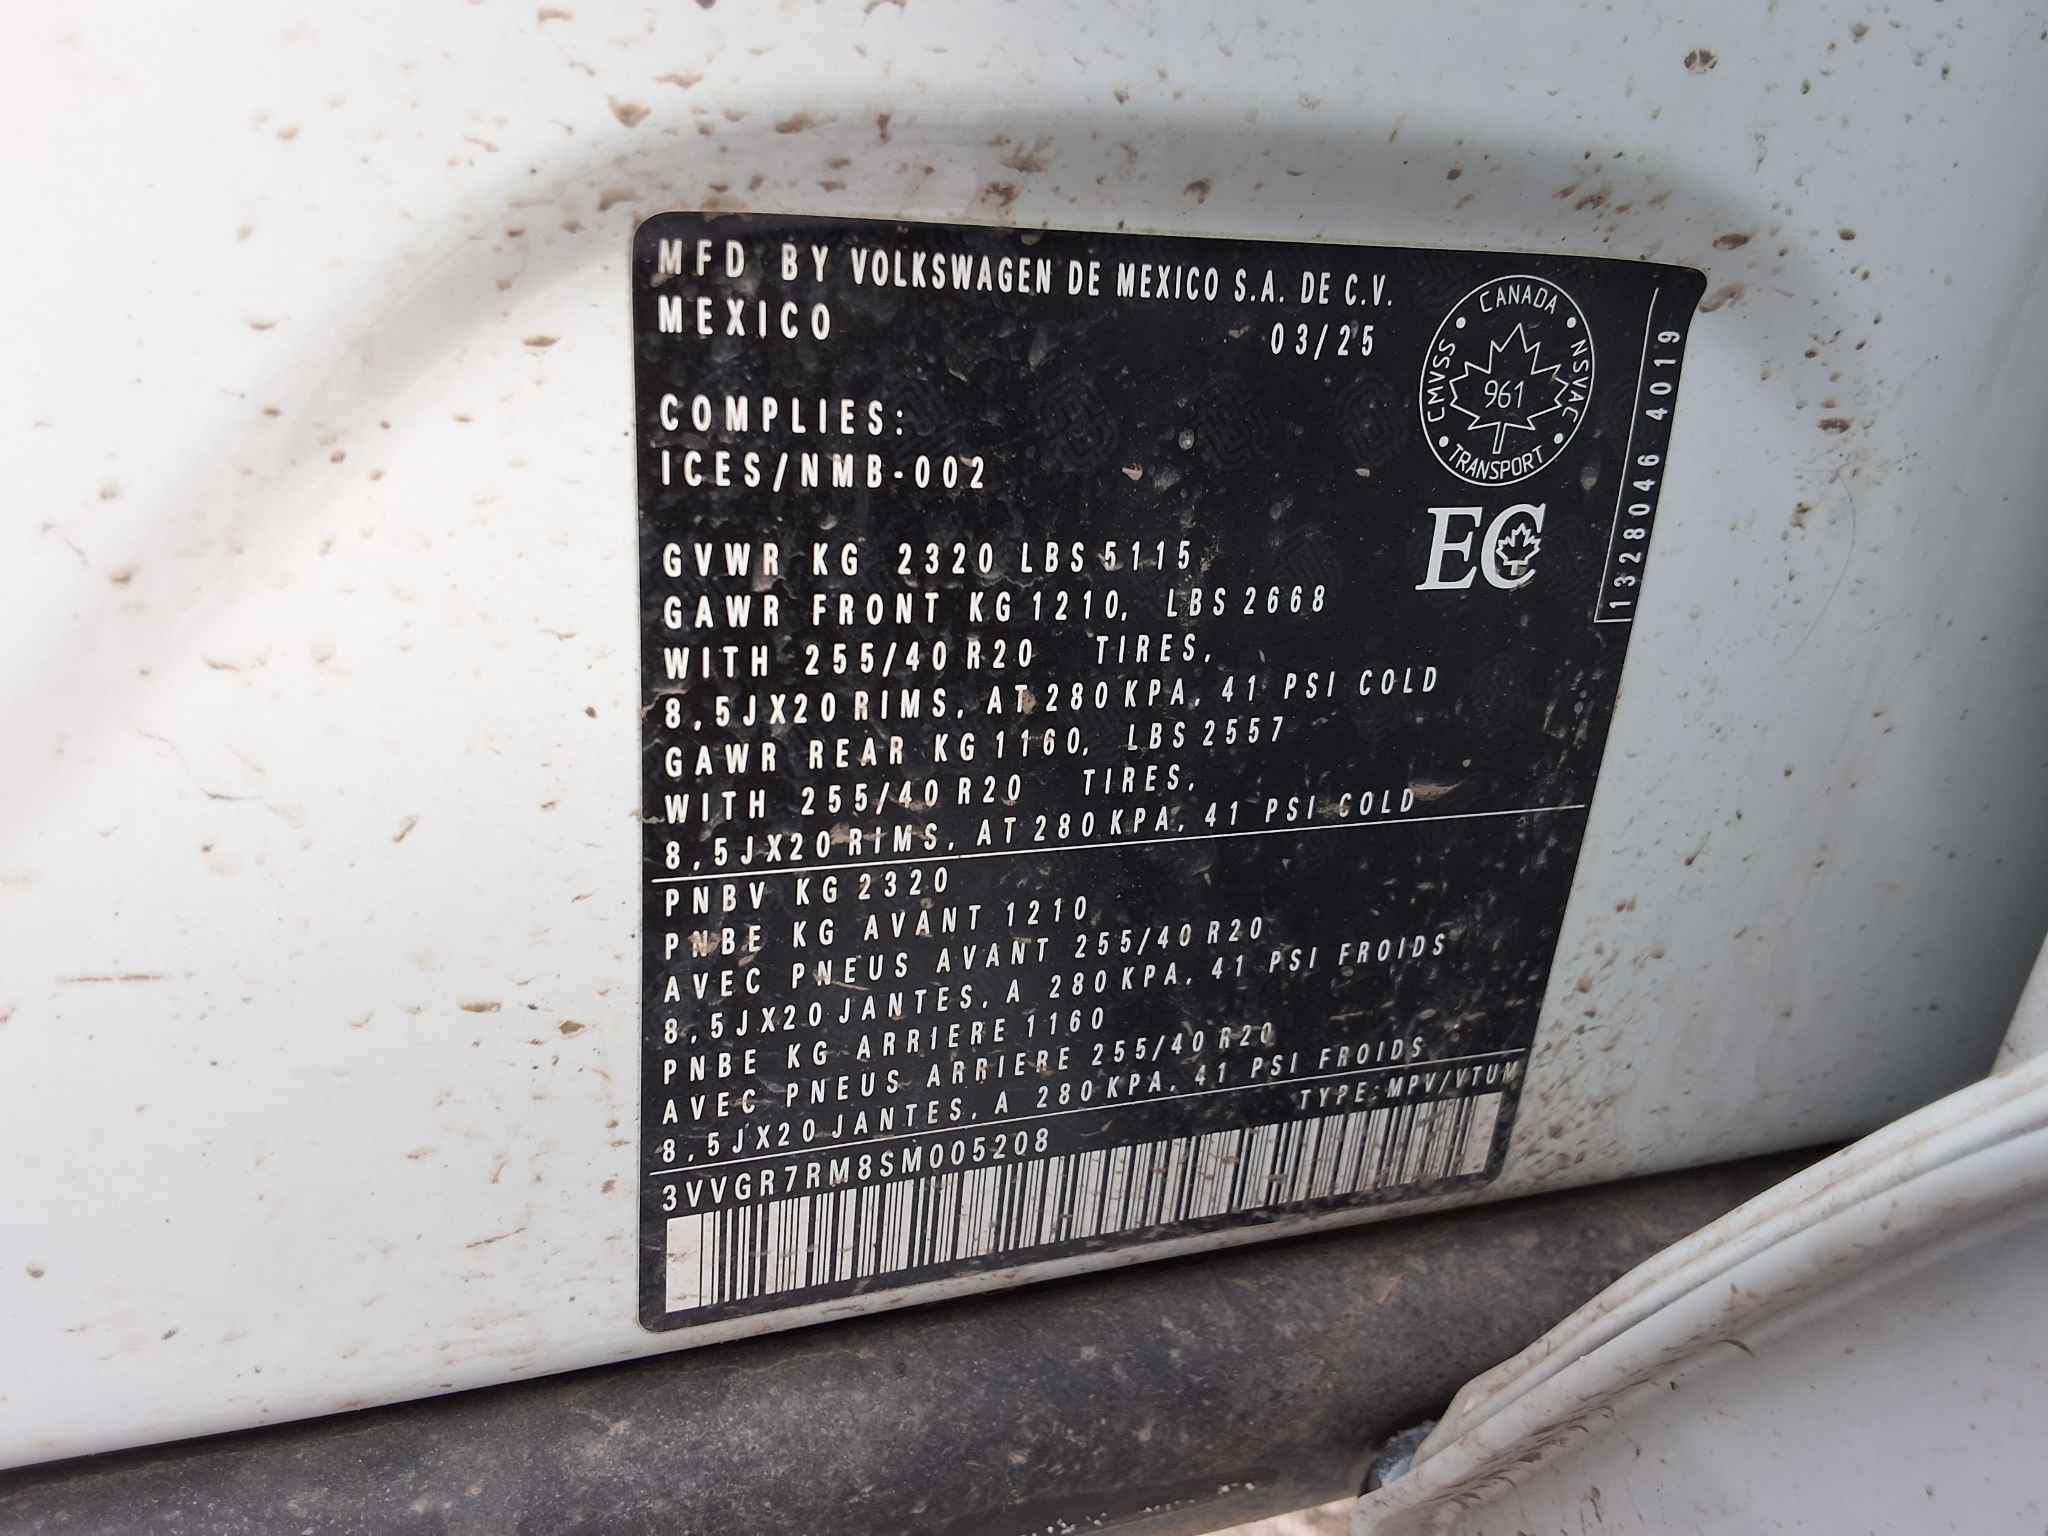 MFD BY VOLKSWAGEN DE MEXICO S.A. DE C.V.
MEXICO 03/25
COMPLIES:
ICES/NMB-002
GVWR KG 2320 LBS 5115
GAWR FRONT KG 1210, LBS 2668
WITH 255/40 R20 TIRES,
8,5JX20 RIMS, AT 280 KPA, 41 PSI COLD
GAWR REAR KG 1160, LBS 2557
WITH 255/40 R20 TIRES,
8,5JX20 RIMS, AT 280 KPA, 41 PSI COLD
PNBV KG 2320
PNBE KG AVANT 1210
AVEC PNEUS AVANT 255/40 R20
8,5JX20 JANTES, A 280 KPA, 41 PSI FROIDS
PNBE KG ARRIERE 1160
AVEC PNEUS ARRIERE 255/40 R20
8,5JX20 JANTES, A 280 KPA, 41 PSI FROIDS
3VVGR7RM8SM005208 TYPE:MPV/VTUM
CANADA
CMVSS
NSVAC
961
TRANSPORT
EC
1328046 4019